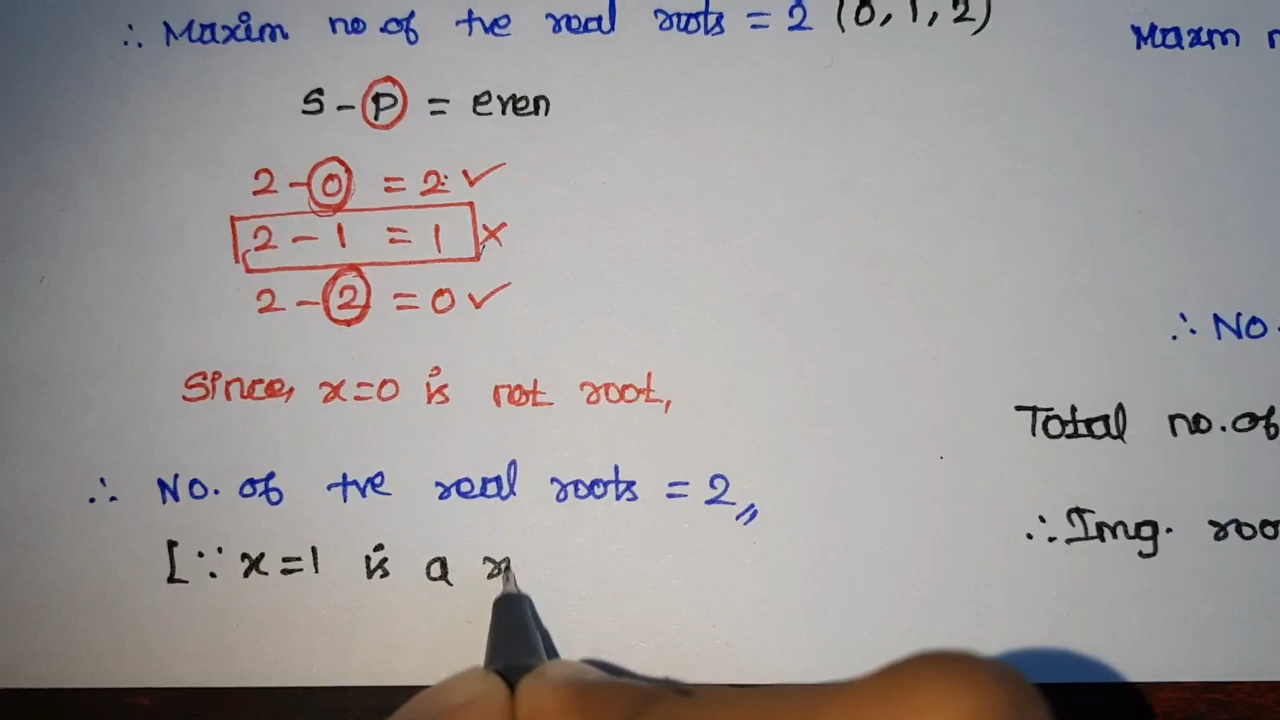 ∴ Maxim no.of +ve real roots = 2 (0, 1, 2)
S - P = even
2 - 0 = 2 ✓
2 - 1 = 1 ×
2 - 2 = 0 ✓
Since, x=0 is not root,
∴ No. of +ve real roots = 2,,
[∵ x=1 is a r
Maxm
∴ No.
Total no.of
∴ Img. roo